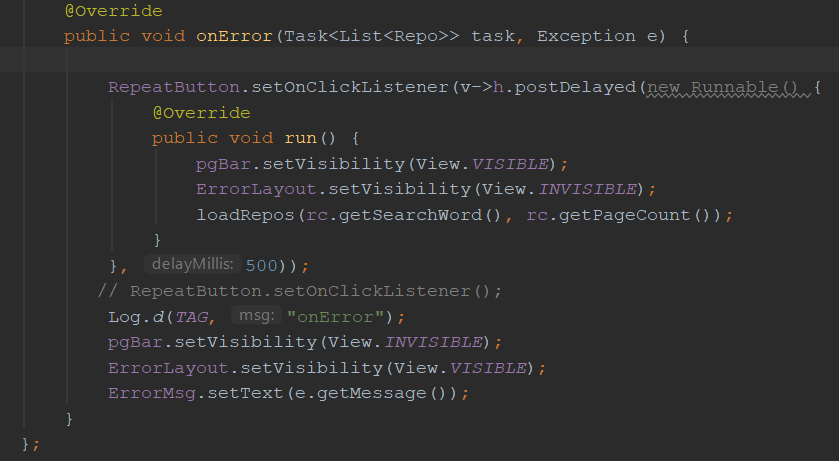 @Override
public void onError(Task<List<Repo>> task, Exception e) {
RepeatButton.setOnClickListener(v->h.postDelayed(new Runnable() {
@Override
public void run() {
pgBar.setVisibility(View.VISIBLE);
ErrorLayout.setVisibility(View.INVISIBLE);
loadRepos(rc.getSearchWord(), rc.getPageCount());
}
}, delayMillis: 500));
// RepeatButton.setOnClickListener();
Log.d(TAG, msg: "onError");
pgBar.setVisibility(View.INVISIBLE);
ErrorLayout.setVisibility(View.VISIBLE);
ErrorMsg.setText(e.getMessage());
}
};